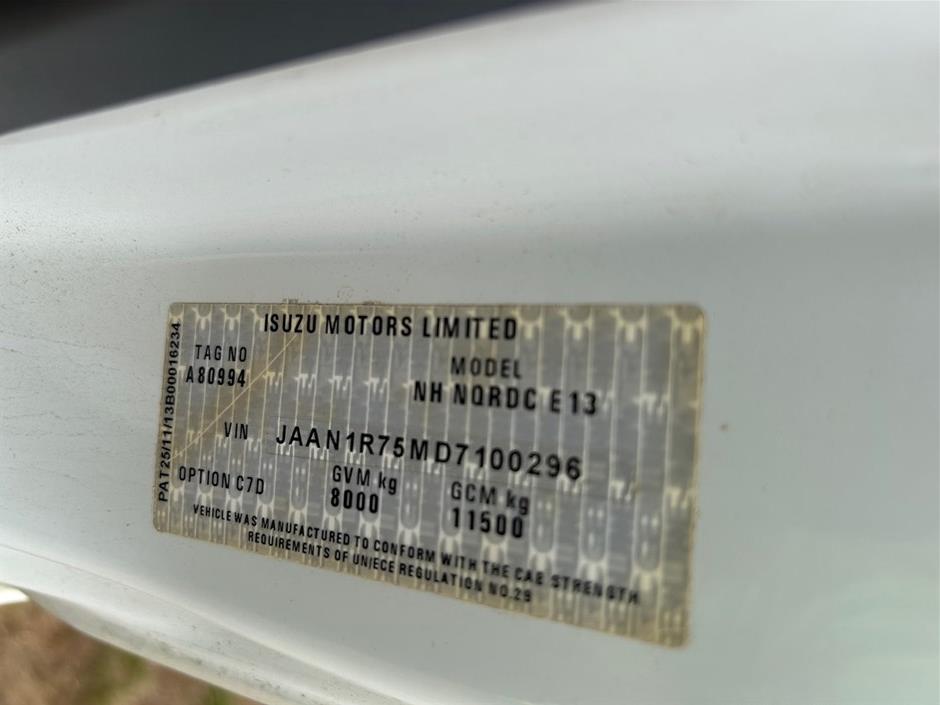 ISUZU MOTORS LIMITED
TAG NO
A80994
MODEL
NH NQRDC E13
VIN JAAN1R75MD7100296
OPTION C7D
GVM kg
8000
GCM kg
11500
VEHICLE WAS MANUFACTURED TO CONFORM WITH THE CAB STRENGTH
REQUIREMENTS OF UN/ECE REGULATION NO.29
PAT25/11/13B00016234